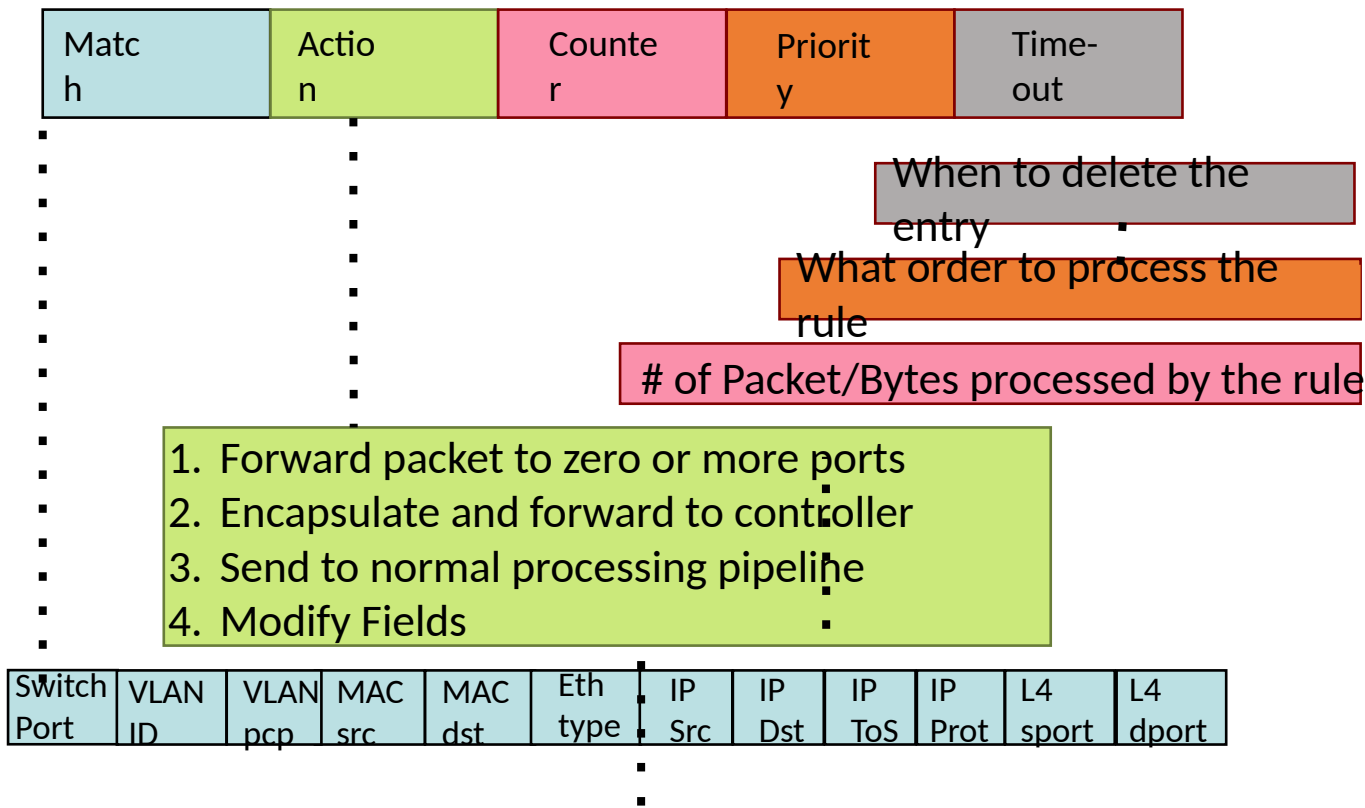 Matc
h
Actio
n
Counte
r
Priorit
y
Time-
out
When to delete the
entry
What order to process the
rule
# of Packet/Bytes processed by the rule
1. Forward packet to zero or more ports
2. Encapsulate and forward to controller
3. Send to normal processing pipeline
4. Modify Fields
Switch
Port
VLAN
ID
VLAN
pcp
MAC
src
MAC
dst
Eth
type
IP
Src
IP
Dst
IP
ToS
IP
Prot
L4
sport
L4
dport